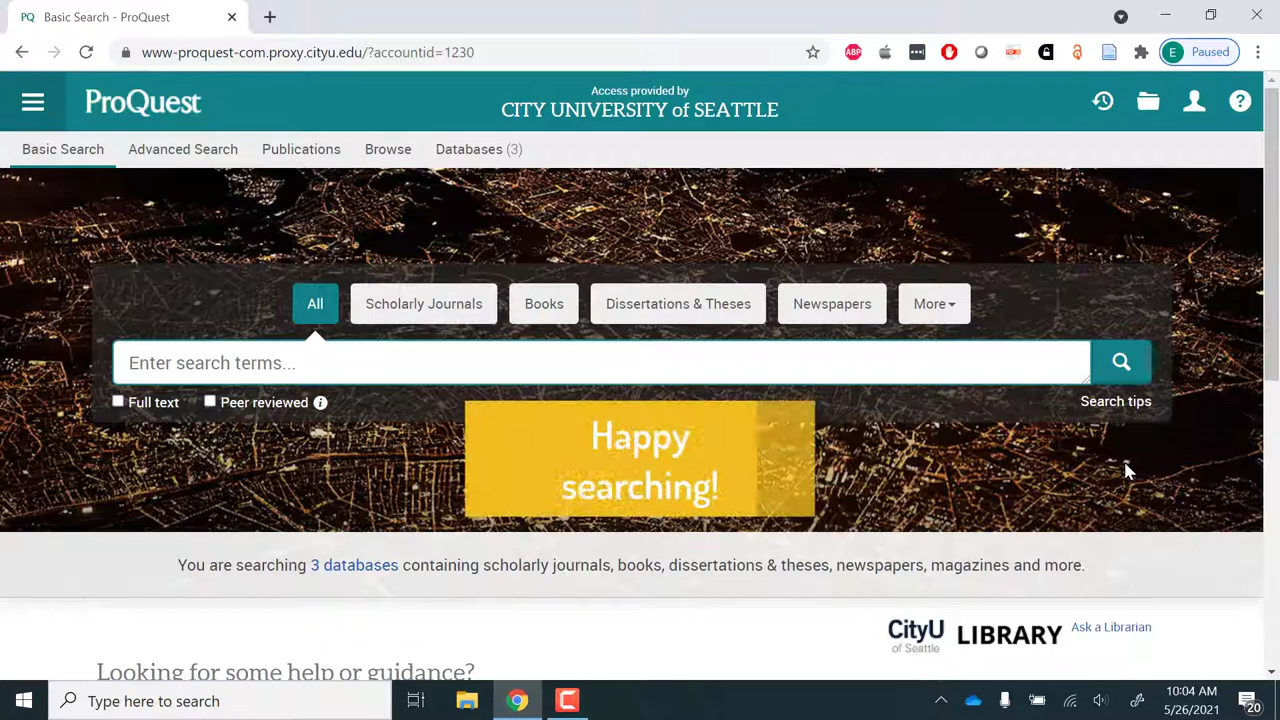 PQ Basic Search - ProQuest
www-proquest-com.proxy.cityu.edu/?accountid=1230
ABP
E Paused
ProQuest
Access provided by
CITY UNIVERSITY of SEATTLE
Basic Search Advanced Search Publications Browse Databases (3)
All Scholarly Journals Books Dissertations & Theses Newspapers More
Enter search terms...
Full text Peer reviewed
Search tips
Happy
searching!
You are searching 3 databases containing scholarly journals, books, dissertations & theses, newspapers, magazines and more.
CityU
of Seattle
LIBRARY
Ask a Librarian
Looking for some help or guidance?
Type here to search
10:04 AM
5/26/2021
20